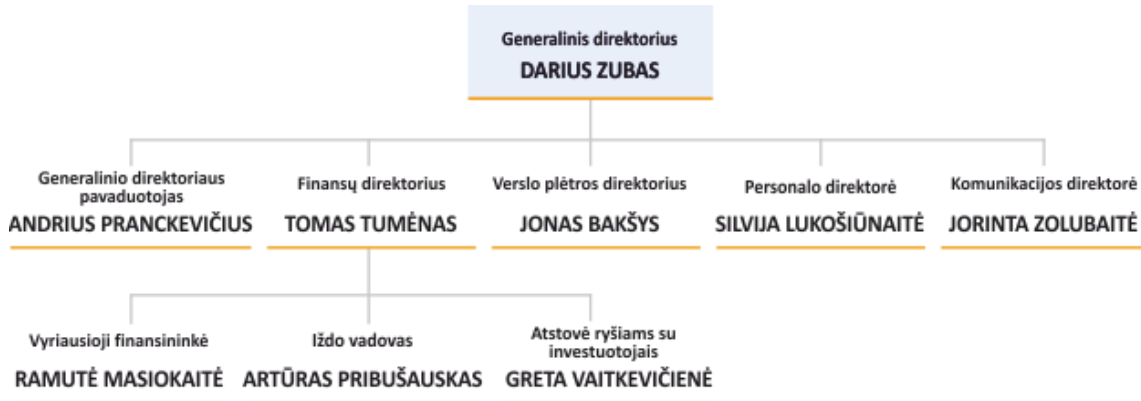 Generalinis direktorius
DARIUS ZUBAS
Generalinio direktoriaus
pavaduotojas
ANDRIUS PRANCKEVIČIUS
Finansų direktorius
TOMAS TUMĖNAS
Verslo plėtros direktorius
JONAS BAKŠYS
Personalo direktorė
SILVIJA LUKOŠIŪNAITĖ
Komunikacijos direktorė
JORINTA ZOLUBAITĖ
Vyriausioji finansininkė
RAMUTĖ MASIOKAITĖ
Iždo vadovas
ARTŪRAS PRIBUŠAUSKAS
Atstovė ryšiams su
investuotojais
GRETA VAITKEVIČIENĖ